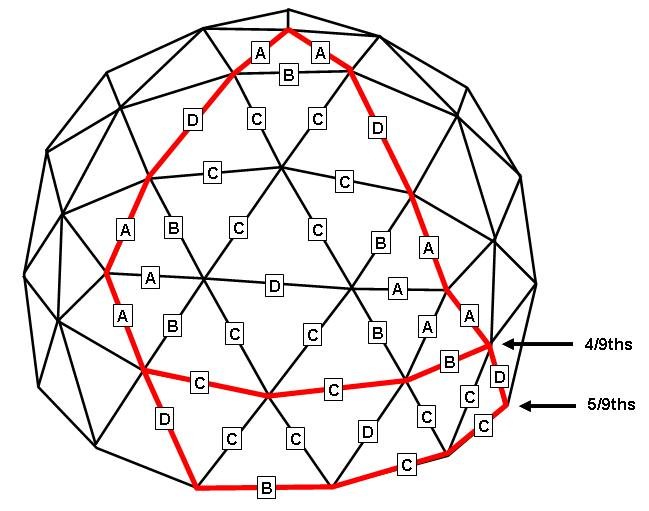 A A
B
D C C D
C C
A B C C B A
A D A
A B C C B A A
4/9ths
B
C C D
5/9ths
D C C D C C C
C
B